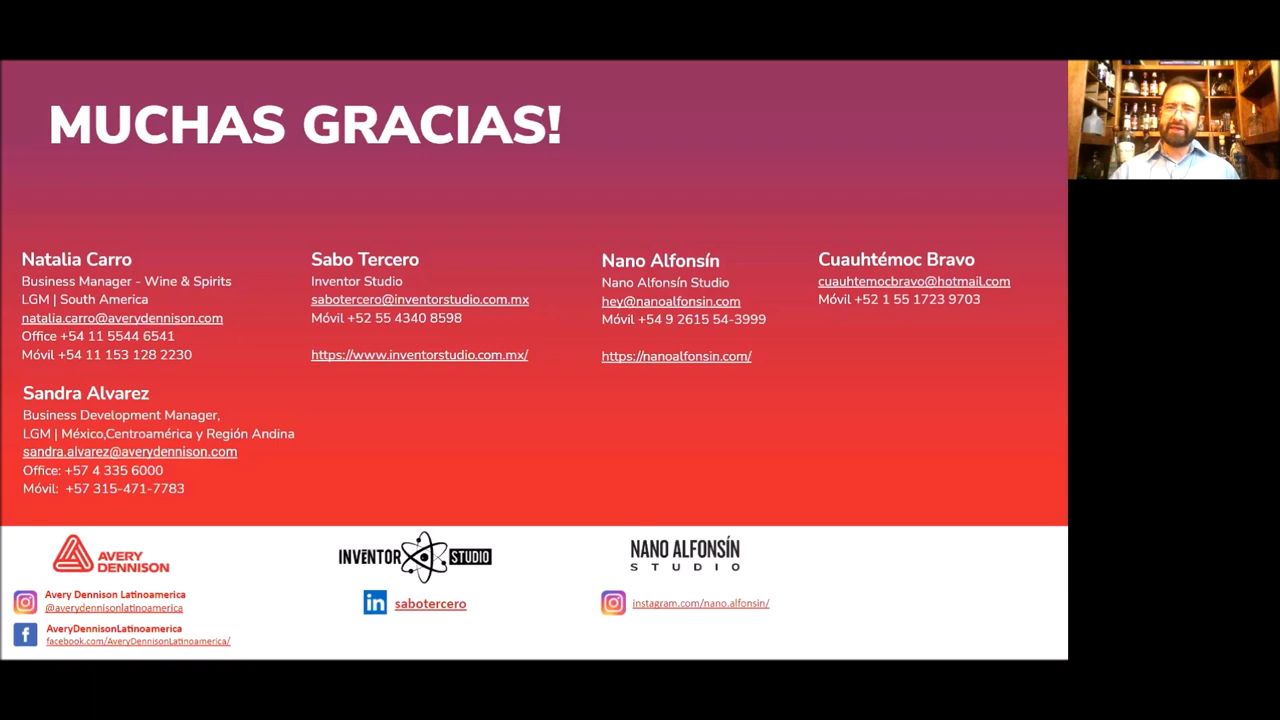 MUCHAS GRACIAS!
Natalia Carro
Business Manager - Wine & Spirits
LGM | South America
natalia.carro@averydennison.com
Office +54 11 5544 6541
Móvil +54 11 153 128 2230
Sandra Alvarez
Business Development Manager,
LGM | México,Centroamérica y Región Andina
sandra.alvarez@averydennison.com
Office: +57 4 335 6000
Móvil: +57 315-471-7783
Sabo Tercero
Inventor Studio
sabotercero@inventorstudio.com.mx
Móvil +52 55 4340 8598
https://www.inventorstudio.com.mx/
Nano Alfonsín
Nano Alfonsín Studio
hey@nanoalfonsin.com
Móvil +54 9 2615 54-3999
https://nanoalfonsin.com/
Cuauhtémoc Bravo
cuauhtemocbravo@hotmail.com
Móvil +52 1 55 1723 9703
AVERY
DENNISON
Avery Dennison Latinoamerica
@averydennisonlatinoamerica
AveryDennisonLatinoamerica
facebook.com/AveryDennisonLatinoamerica/
INVENTOR STUDIO
in sabotercero
NANO ALFONSÍN
STUDIO
instagram.com/nano.alfonsin/